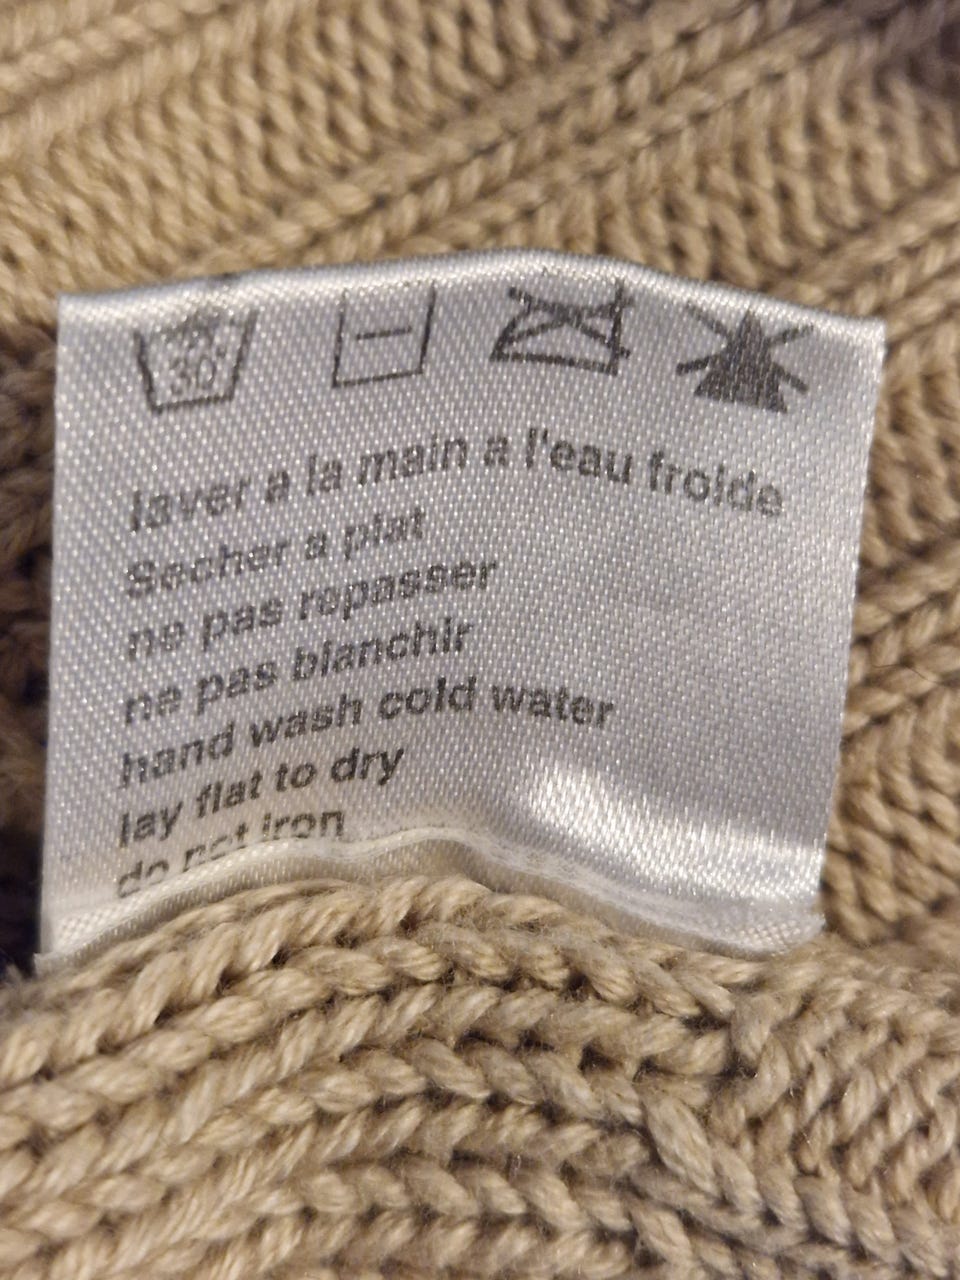 30°
laver a la main a l'eau froide
Secher a plat
ne pas repasser
ne pas blanchir
hand wash cold water
lay flat to dry
do not iron